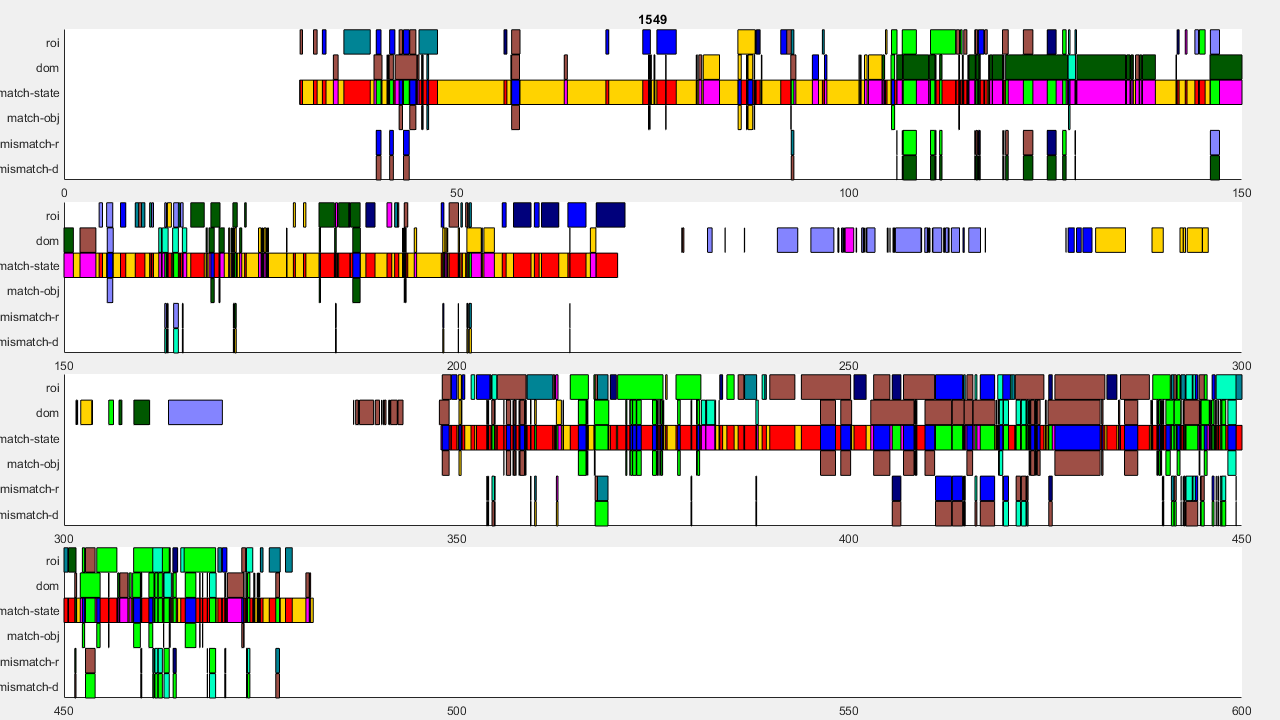 1549
roi
dom
match-state
match-obj
mismatch-r
mismatch-d
0 50 100 150
roi
dom
match-state
match-obj
mismatch-r
mismatch-d
150 200 250 300
roi
dom
match-state
match-obj
mismatch-r
mismatch-d
300 350 400 450
roi
dom
match-state
match-obj
mismatch-r
mismatch-d
450 500 550 600